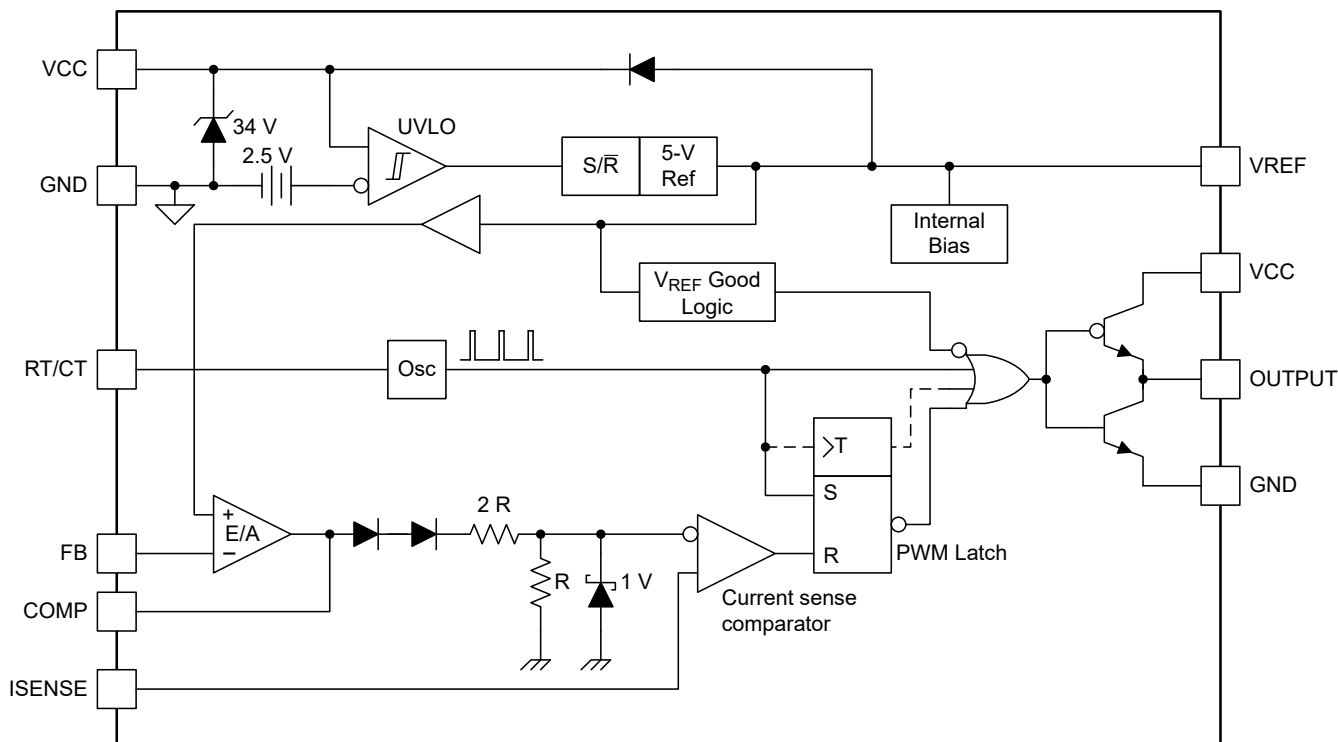 VCC
34 V
UVLO
2.5 V
GND
S/R̅
5-V
Ref
VREF
Internal
Bias
VREF Good
Logic
VCC
RT/CT
Osc
OUTPUT
>T
S
R
PWM Latch
GND
+
E/A
−
FB
2 R
R
1 V
Current sense
comparator
COMP
ISENSE